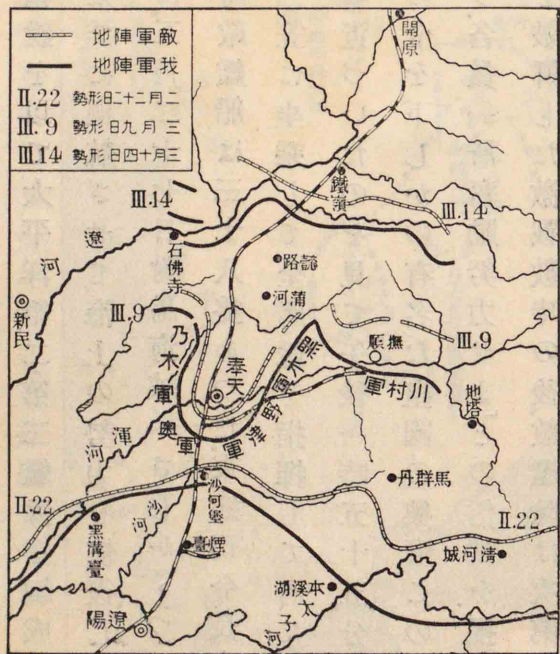 地陣軍敵
地陣軍我
II.22 勢形日二十二月二
III.9 勢形日九月三
III.14 勢形日四十月三
開原
鐵嶺
III.14
III.14
遼河
石佛寺
懿路
蒲河
新民
III.9
III.9
乃木軍
奉天
黑木軍
撫順
軍村川
野津軍
奥軍
地塔
渾河
沙河堡
沙河
馬群丹
II.22
II.22
黑溝臺
煙臺
城河清
湖溪本
太子河
陽遼